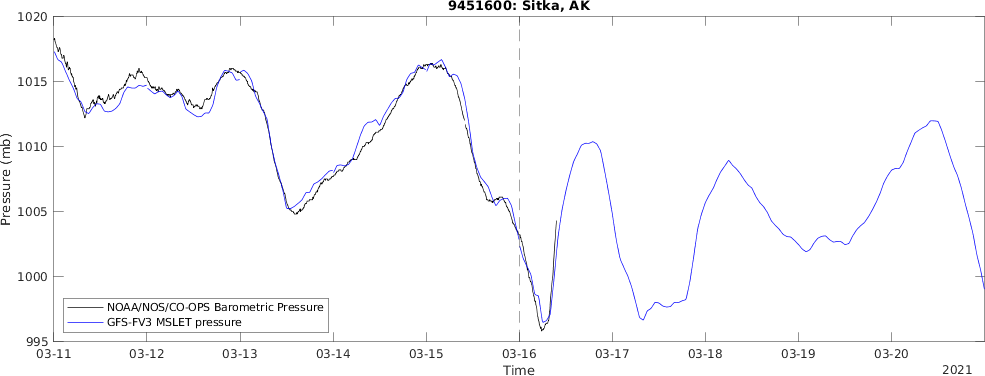 9451600: Sitka, AK
Pressure (mb)
1020
1015
1010
1005
1000
995
NOAA/NOS/CO-OPS Barometric Pressure
GFS-FV3 MSLET pressure
03-11 03-12 03-13 03-14 03-15 03-16 03-17 03-18 03-19 03-20
Time
2021